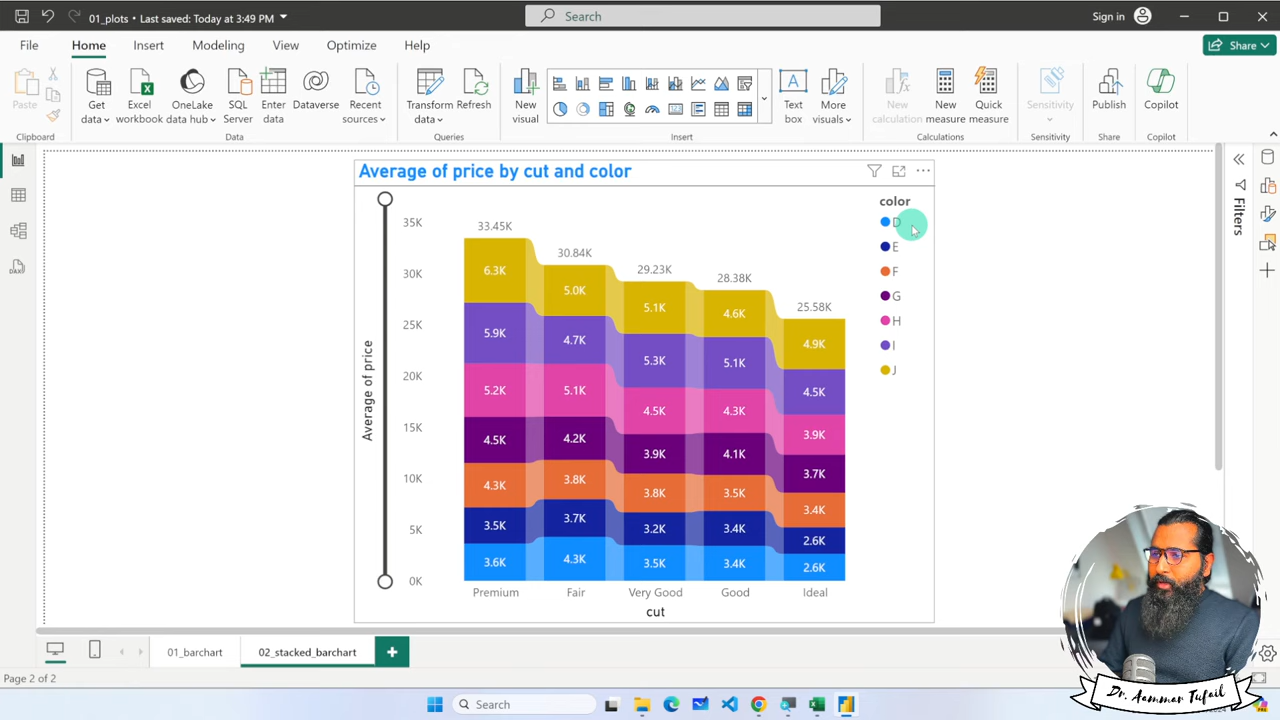 01_plots • Last saved: Today at 3:49 PM
Search
Sign in
File Home Insert Modeling View Optimize Help
Share
Paste
Get data
Excel workbook
OneLake data hub
SQL Server
Enter data
Dataverse
Recent sources
Transform data
Refresh
New visual
Text box
More visuals
New calculation
New measure
Quick measure
Sensitivity
Publish
Copilot
Clipboard Data Queries Insert Calculations Sensitivity Share Copilot
Average of price by cut and color
Filters
color
D
E
F
G
H
I
J
Average of price
35K
30K
25K
20K
15K
10K
5K
0K
33.45K 30.84K 29.23K 28.38K 25.58K
6.3K 5.0K 5.1K 4.6K 4.9K
5.9K 4.7K 5.3K 5.1K 4.5K
5.2K 5.1K 4.5K 4.3K 3.9K
4.5K 4.2K 3.9K 4.1K 3.7K
4.3K 3.8K 3.8K 3.5K 3.4K
3.5K 3.7K 3.2K 3.4K 2.6K
3.6K 4.3K 3.5K 3.4K 2.6K
Premium Fair Very Good Good Ideal
cut
01_barchart 02_stacked_barchart
Page 2 of 2
Search
Dr. Aammar Tufail